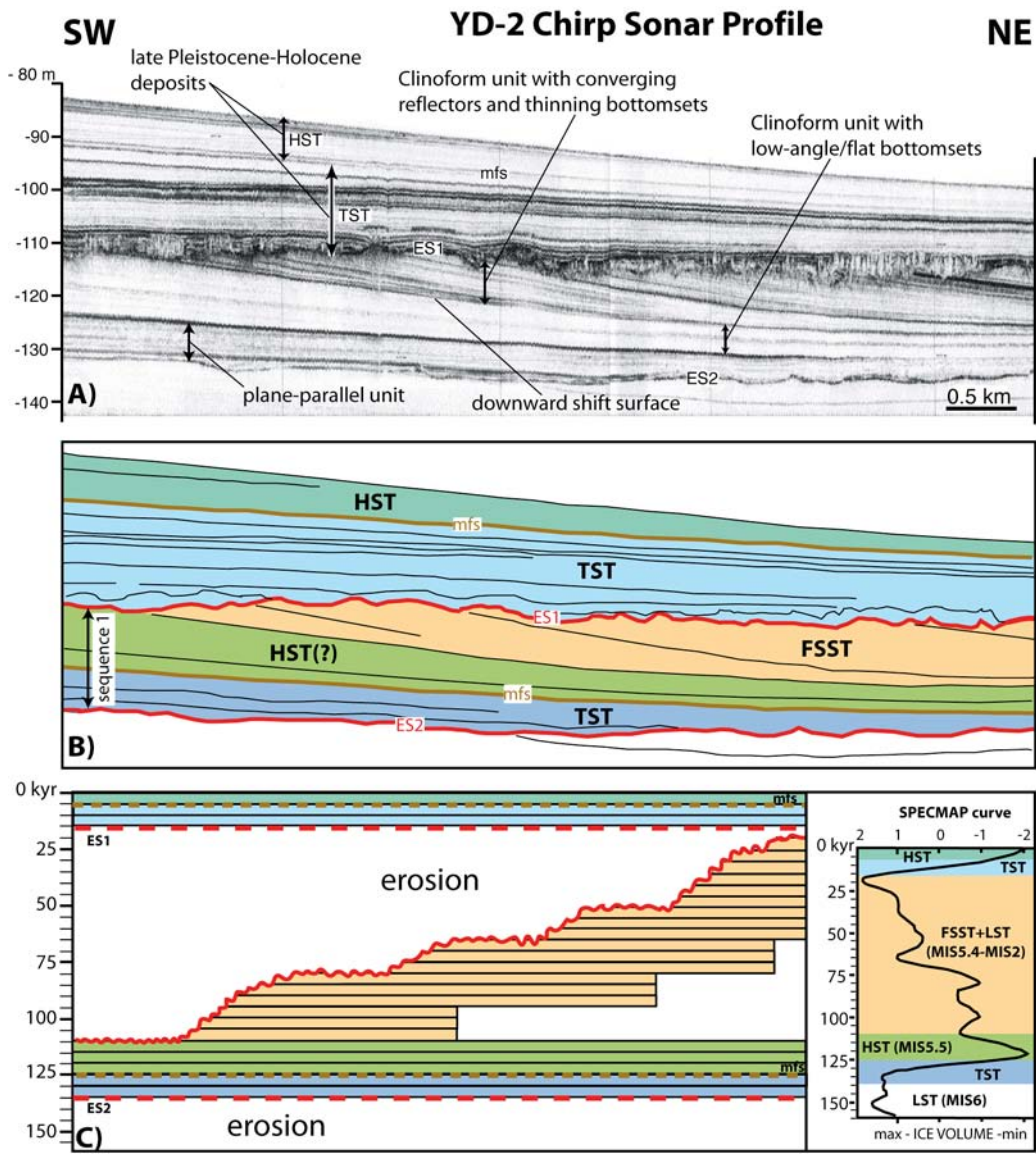 YD-2 Chirp Sonar Profile
SW
NE
late Pleistocene-Holocene
deposits
Clinoform unit with converging
reflectors and thinning bottomsets
Clinoform unit with
low-angle/flat bottomsets
- 80 m
-90
-100
-110
-120
-130
-140
HST
mfs
TST
ES1
ES2
plane-parallel unit
downward shift surface
0.5 km
A)
HST
mfs
TST
ES1
FSST
HST(?)
sequence 1
mfs
TST
ES2
B)
0 kyr
25
50
75
100
125
150
mfs
ES1
erosion
mfs
ES2
erosion
C)
SPECMAP curve
2 1 0 -1 -2
0 kyr
25
50
75
100
125
150
HST
TST
FSST+LST
(MIS5.4-MIS2)
HST (MIS5.5)
TST
LST (MIS6)
max - ICE VOLUME -min